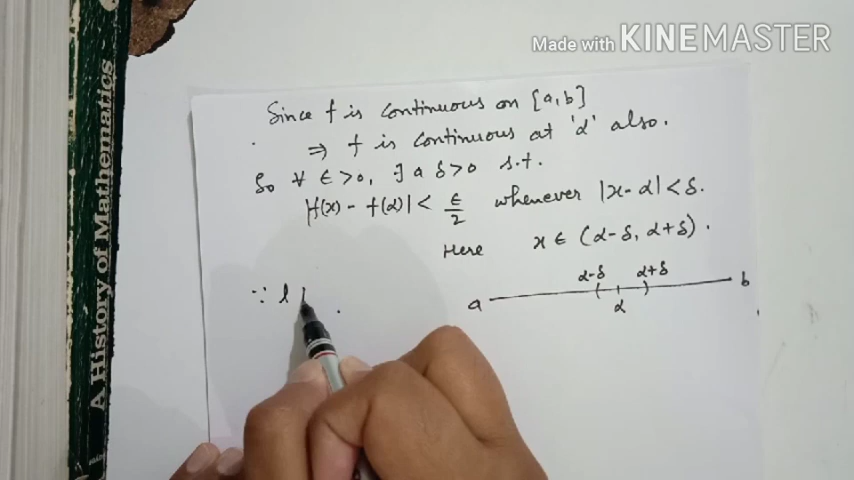 Made with KINEMASTER
A History of Mathematics
Since f is continuous on [a,b]
⇒ f is continuous at 'α' also.
So ∀ ϵ>0, ∃ a δ>0 s.t.
|f(x) - f(α)| < ϵ/2 whenever |x-α|<δ.
Here x ∈ (α-δ, α+δ).
α-δ α+δ
a α b
∵ l